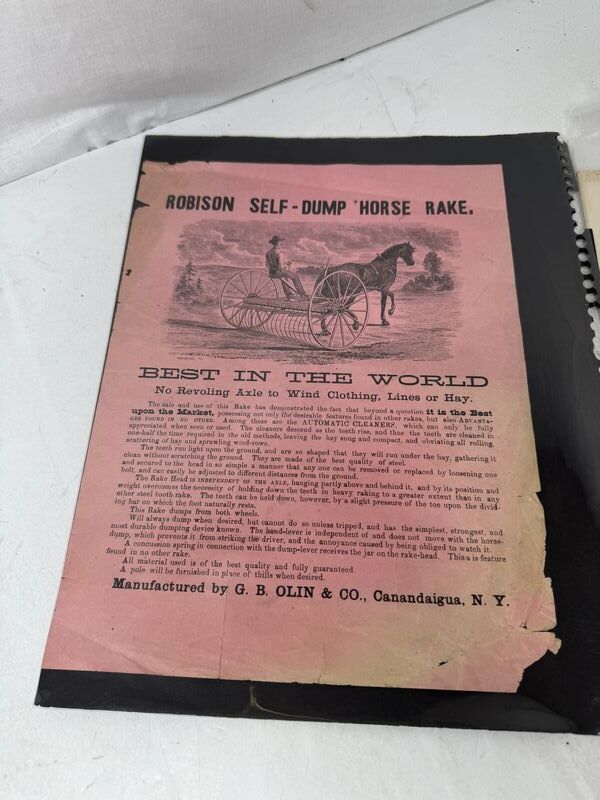 ROBISON SELF-DUMP HORSE RAKE.
BEST IN THE WORLD
No Revoling Axle to Wind Clothing, Lines or Hay.
The sale and use of this Rake has demonstrated the fact that beyond a question it is the Best
upon the Market, possessing not only the desirable features found in other rakes, but also ADVANTA-
GES FOUND IN NO OTHER. Among these are the AUTOMATIC CLEANERS, which can only be fully
appreciated when seen or used. The cleaners descend as the teeth rise, and thus the teeth are cleaned in
one-half the time required in the old methods, leaving the hay snug and compact, and obviating all rolling,
scattering of hay and sprawling wind-rows.
The teeth run light upon the ground, and are so shaped that they will run under the hay, gathering it
clean without scratching the ground. They are made of the best quality of steel,
and secured to the head in so simple a manner that any one can be removed or replaced by loosening one
bolt, and can easily be adjusted to different distances from the ground.
The Rake Head is INDEPENDENT OF THE AXLE, hanging partly above and behind it, and by its position and
weight overcomes the necessity of holding down the teeth in heavy raking to a greater extent than in any
other steel tooth rake. The teeth can be held down, however, by a slight pressure of the toe upon the divid-
ing bar on which the foot naturally rests.
This Rake dumps from both wheels.
Will always dump when desired, but cannot do so unless tripped, and has the simplest, strongest, and
most durable dumping device known. The hand-lever is independent of and does not move with the horse-
dump, which prevents it from striking the driver, and the annoyance caused by being obliged to watch it.
A concussion spring in connection with the dump-lever receives the jar on the rake-head. This a is feature
found in no other rake.
All material used is of the best quality and fully guaranteed.
A pole will be furnished in place of thills when desired.
Manufactured by G. B. OLIN & CO., Canandaigua, N. Y.